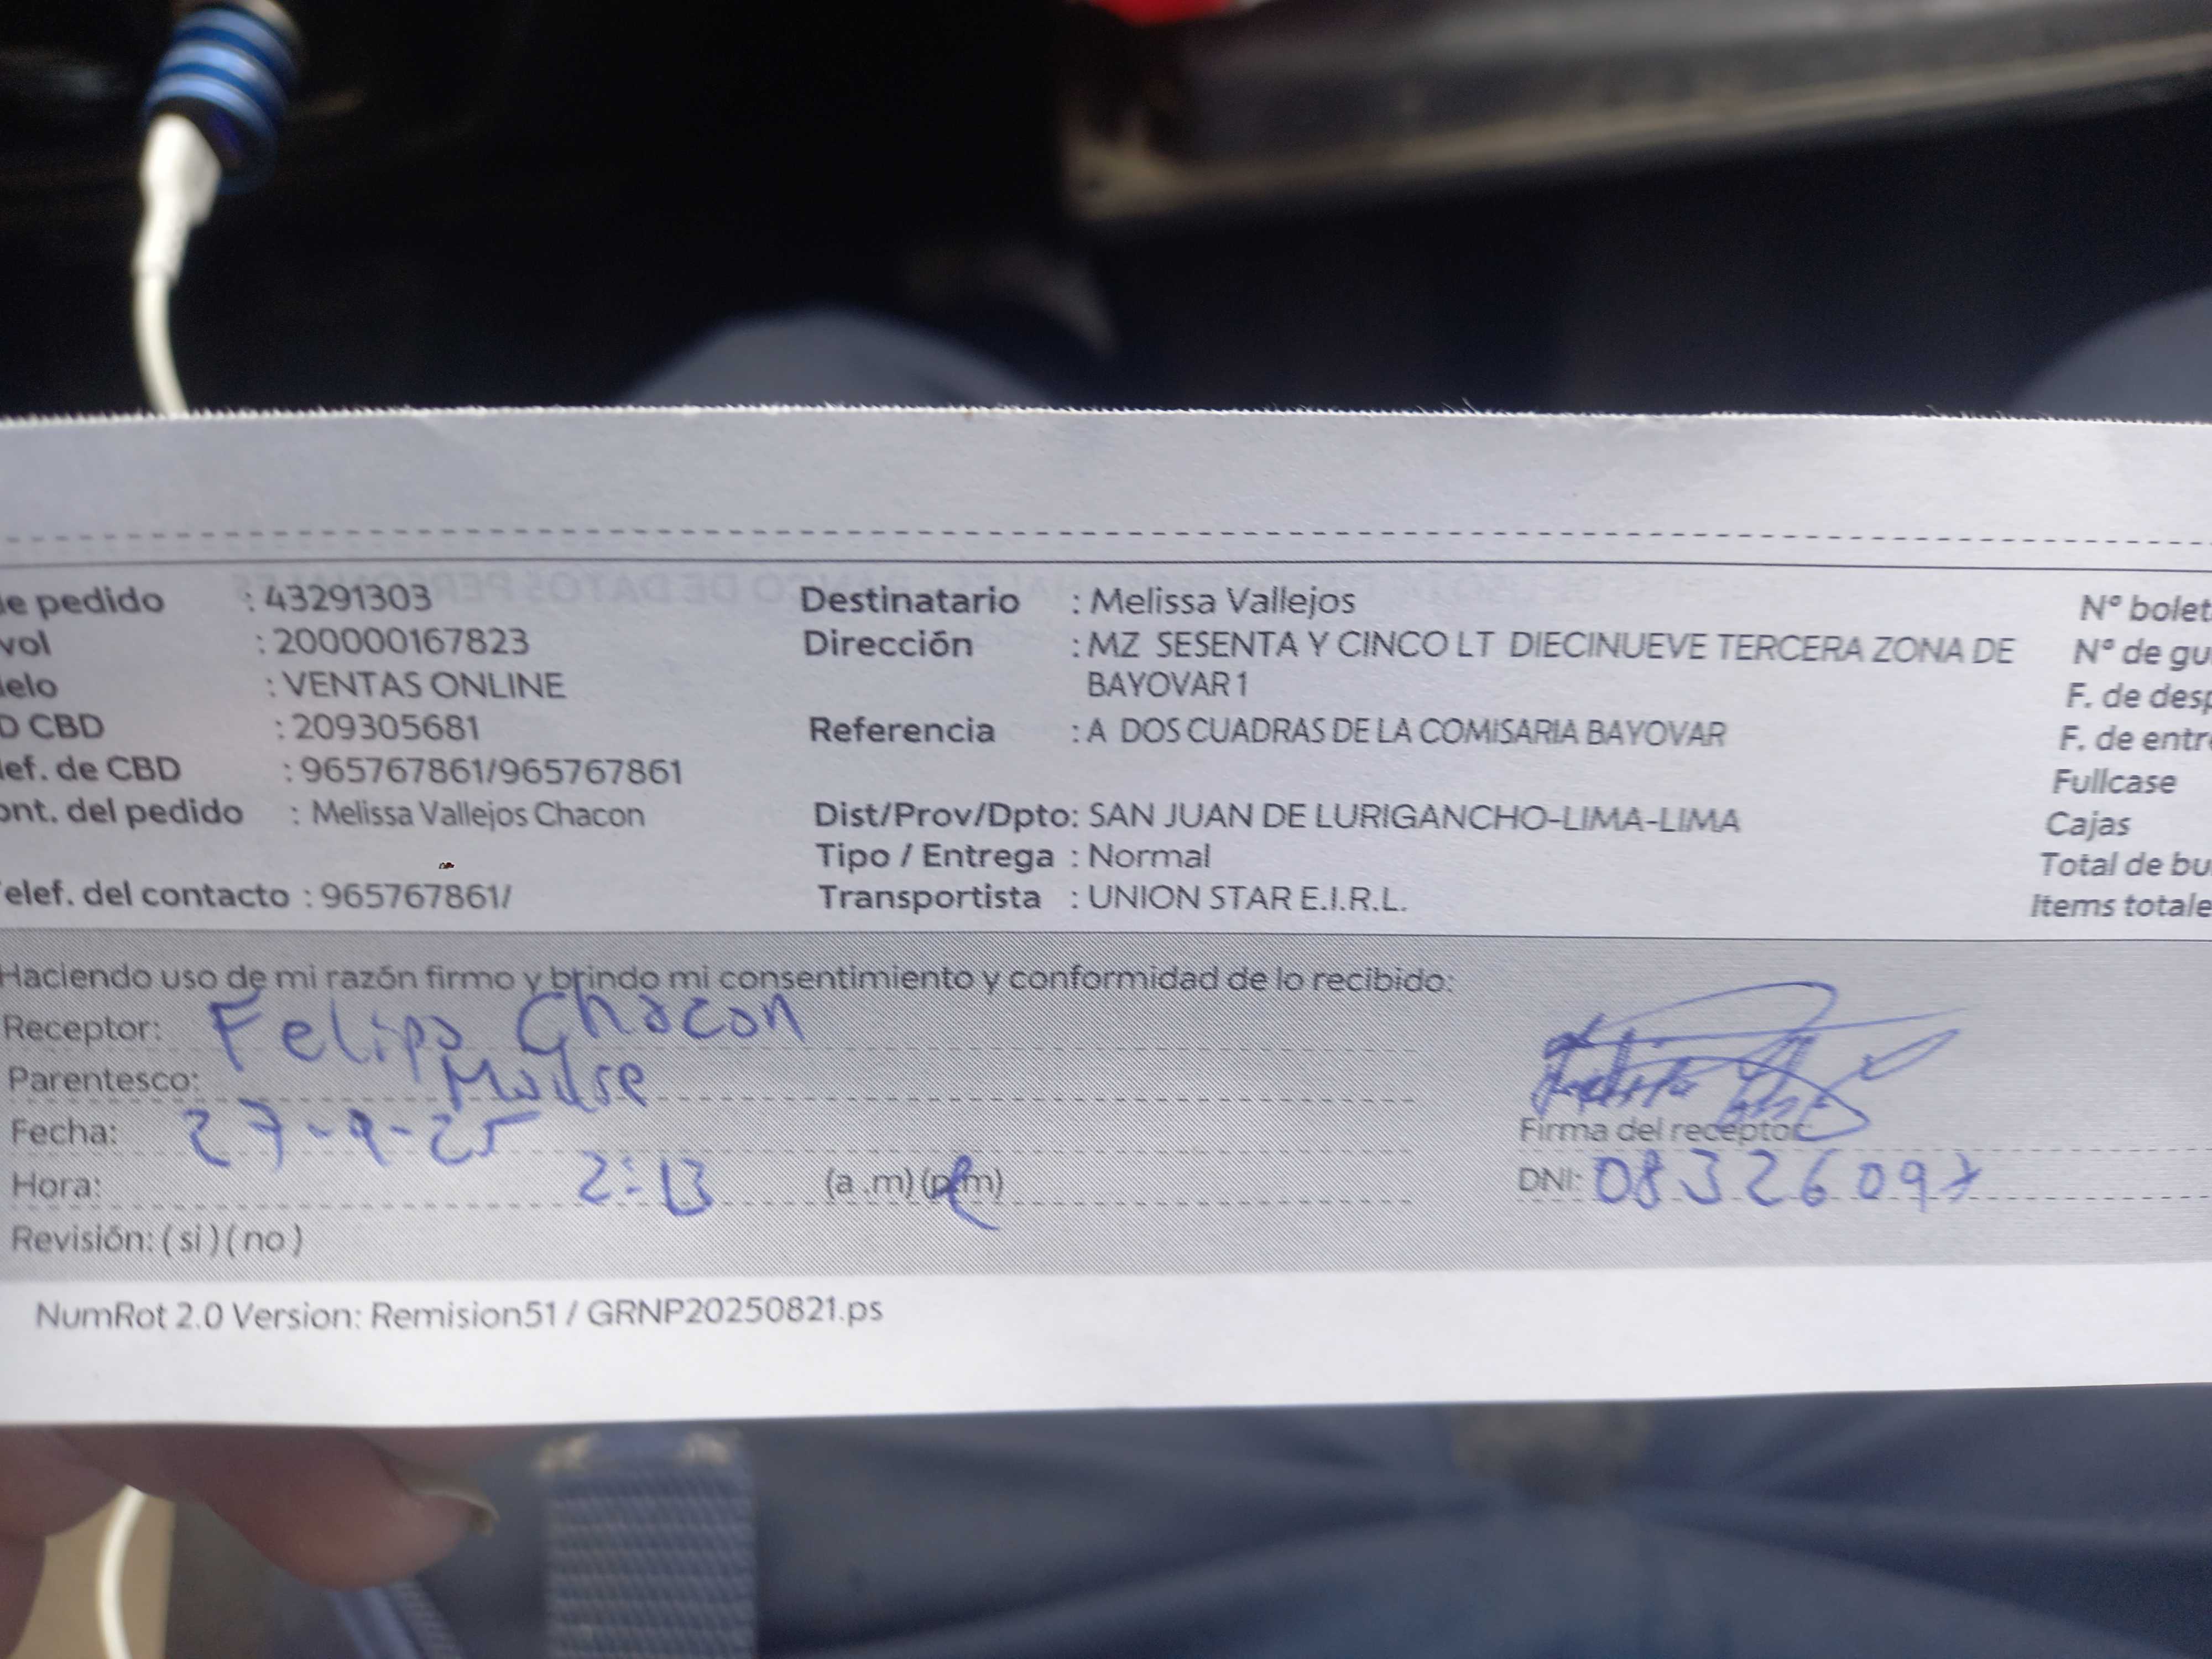 de pedido : 43291303 Destinatario : Melissa Vallejos Nº bolet
vol : 200000167823 Dirección : MZ SESENTA Y CINCO LT DIECINUEVE TERCERA ZONA DE Nº de gu
elo : VENTAS ONLINE BAYOVAR 1 F. de desp
D CBD : 209305681 Referencia : A DOS CUADRAS DE LA COMISARIA BAYOVAR F. de entr
lef. de CBD : 965767861/965767861 Fullcase
ont. del pedido : Melissa Vallejos Chacon Dist/Prov/Dpto: SAN JUAN DE LURIGANCHO-LIMA-LIMA Cajas
Tipo / Entrega : Normal Total de bu
elef. del contacto : 965767861/ Transportista : UNION STAR E.I.R.L. Items totale
Haciendo uso de mi razón firmo y brindo mi consentimiento y conformidad de lo recibido:
Receptor: Felipa Chacon
Parentesco:
Fecha: 27-9-25 Firma del receptor:
Hora: 2:13 (a .m) (p.m) DNI: 08326097
Revisión: ( si ) ( no )
NumRot 2.0 Version: Remision51 / GRNP20250821.ps